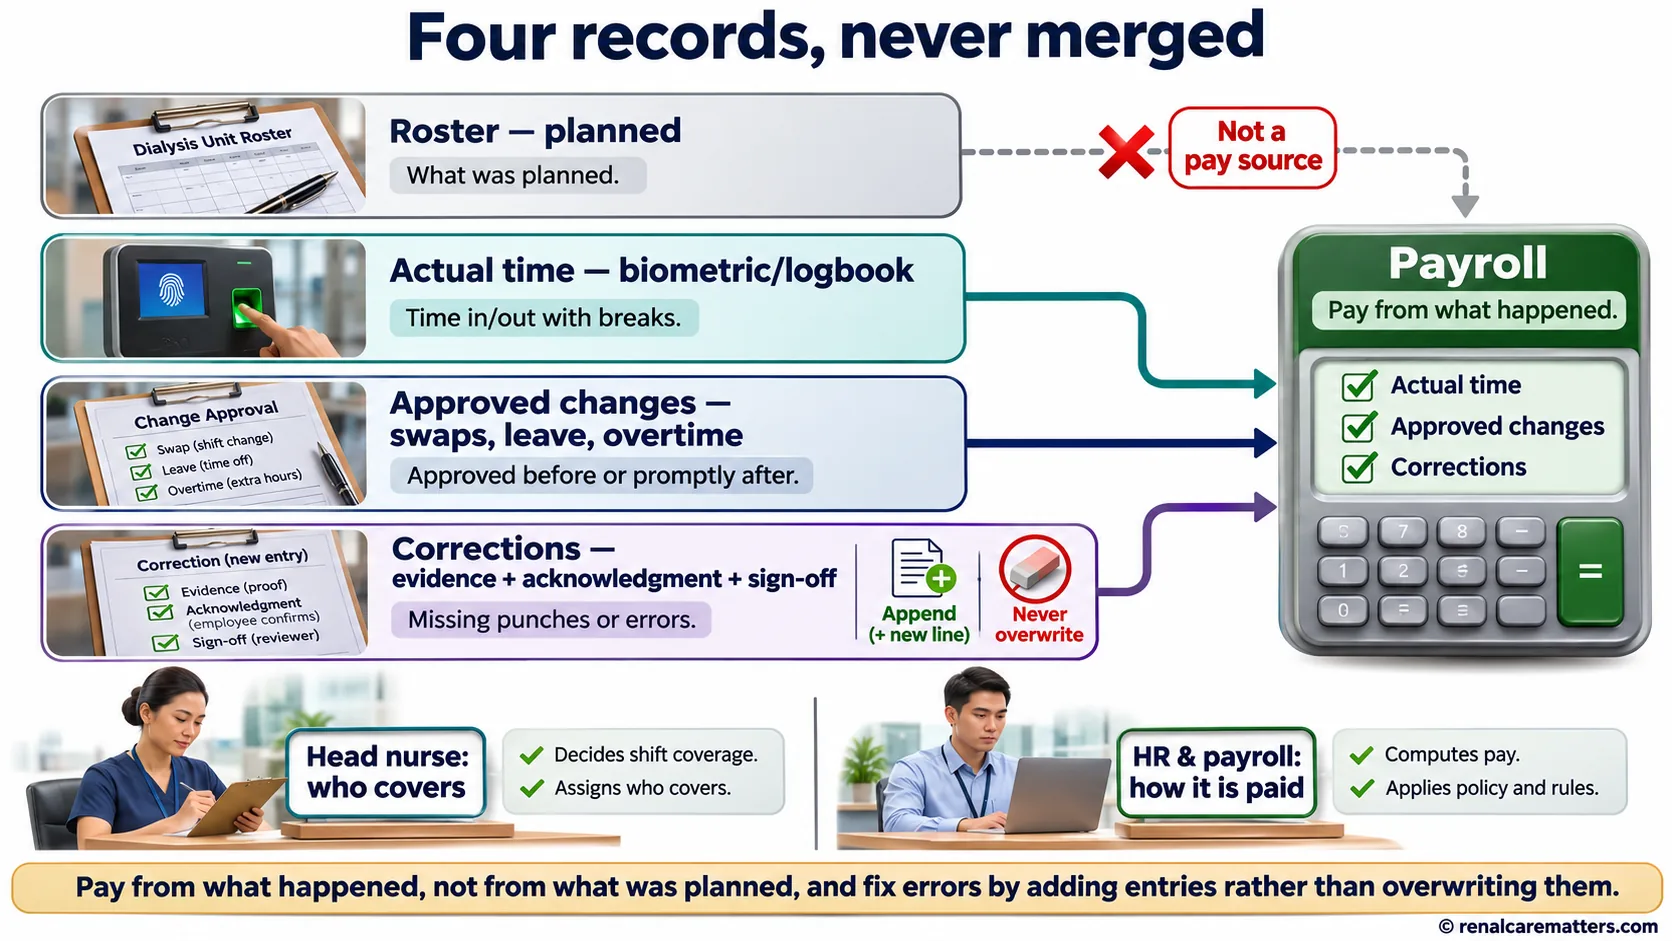 Four records, never merged
Dialysis Unit Roster
Roster — planned
What was planned.
Not a
pay source
Actual time — biometric/logbook
Time in/out with breaks.
Change Approval
Swap (shift change)
Leave (time off)
Overtime (extra hours)
Approved changes —
swaps, leave, overtime
Approved before or promptly after.
Correction (new entry)
Evidence (proof)
Acknowledgment
(employee confirms)
Sign-off (reviewer)
Corrections —
evidence + acknowledgment + sign-off
Missing punches or errors.
Append
(+ new line)
Never
overwrite
Payroll
Pay from what happened.
Actual time
Approved changes
Corrections
7 8 –
1 2 –
0 =
=
Head nurse:
who covers
Decides shift coverage.
Assigns who covers.
HR & payroll:
how it is paid
Computes pay.
Applies policy and rules.
Pay from what happened, not from what was planned, and fix errors by adding entries rather than overwriting them.
© renalcarematters.com